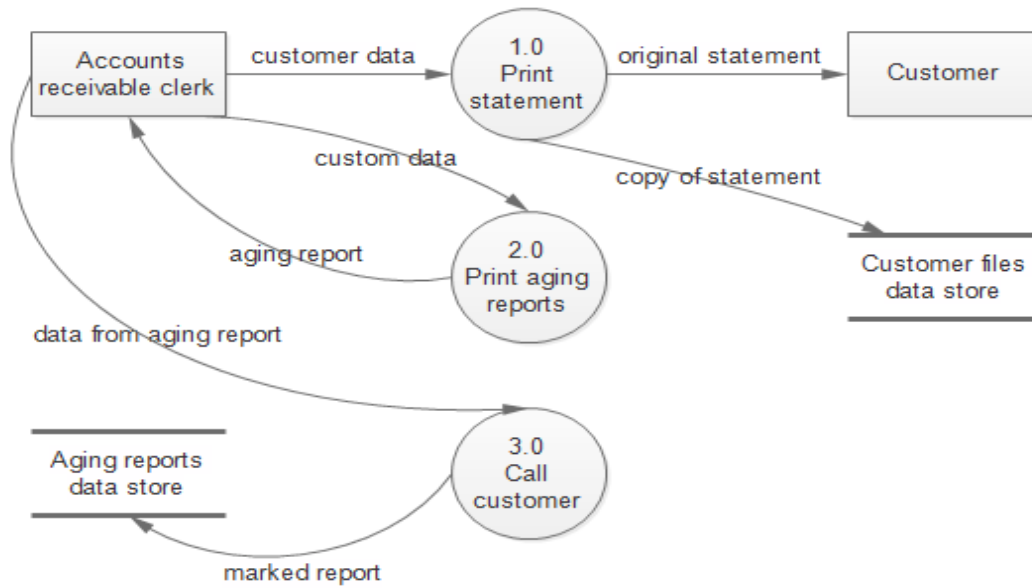 Accounts
receivable clerk
customer data
1.0
Print
statement
original statement
Customer
custom data
copy of statement
aging report
2.0
Print aging
reports
Customer files
data store
data from aging report
Aging reports
data store
3.0
Call
customer
marked report